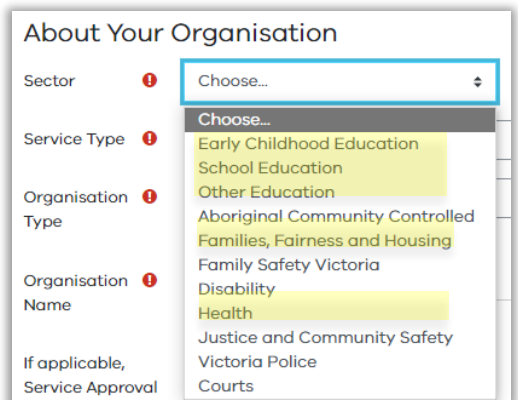 About Your Organisation
Sector
Choose...
Choose...
Service Type
Early Childhood Education
School Education
Other Education
Organisation
Type
Aboriginal Community Controlled
Families, Fairness and Housing
Family Safety Victoria
Organisation
Name
Disability
Health
Justice and Community Safety
If applicable,
Service Approval
Victoria Police
Courts